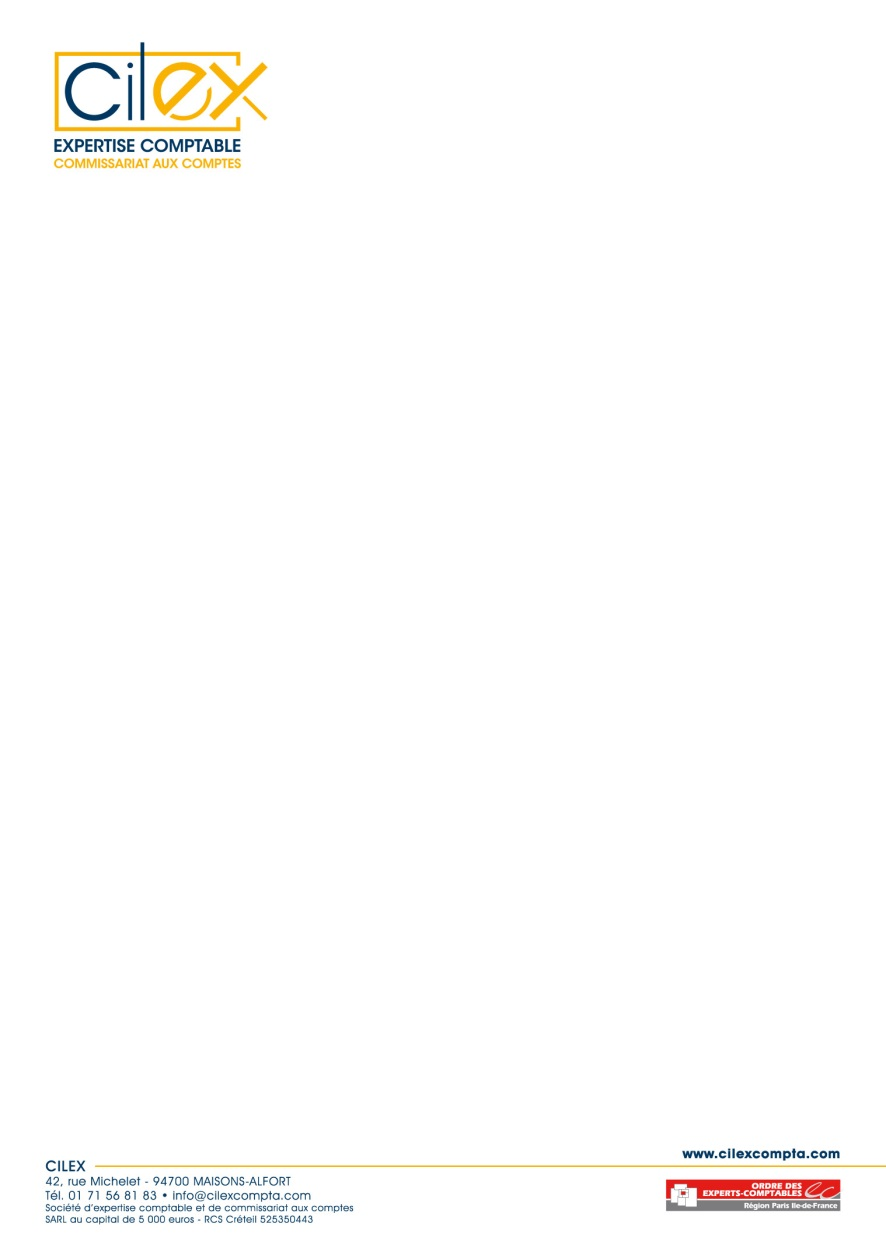 cilex
EXPERTISE COMPTABLE
COMMISSARIAT AUX COMPTES
www.cilexcompta.com
CILEX
42, rue Michelet - 94700 MAISONS-ALFORT
Tél. 01 71 56 81 83 • info@cilexcompta.com
Société d'expertise comptable et de commissariat aux comptes
SARL au capital de 5 000 euros - RCS Créteil 525350443
ORDRE DES
EXPERTS-COMPTABLES
Région Paris Ile-de-France